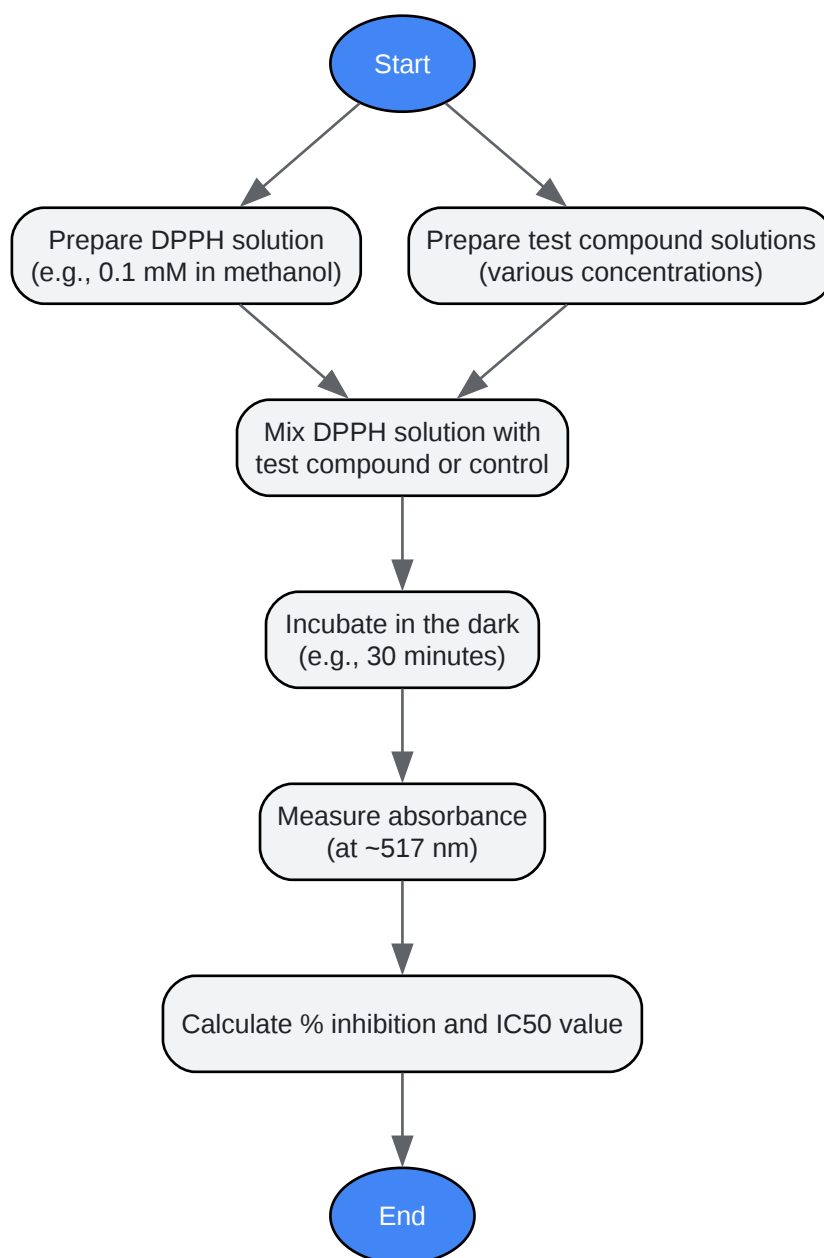 Start
Prepare DPPH solution
(e.g., 0.1 mM in methanol)
Prepare test compound solutions
(various concentrations)
Mix DPPH solution with
test compound or control
Incubate in the dark
(e.g., 30 minutes)
Measure absorbance
(at ~517 nm)
Calculate % inhibition and IC50 value
End